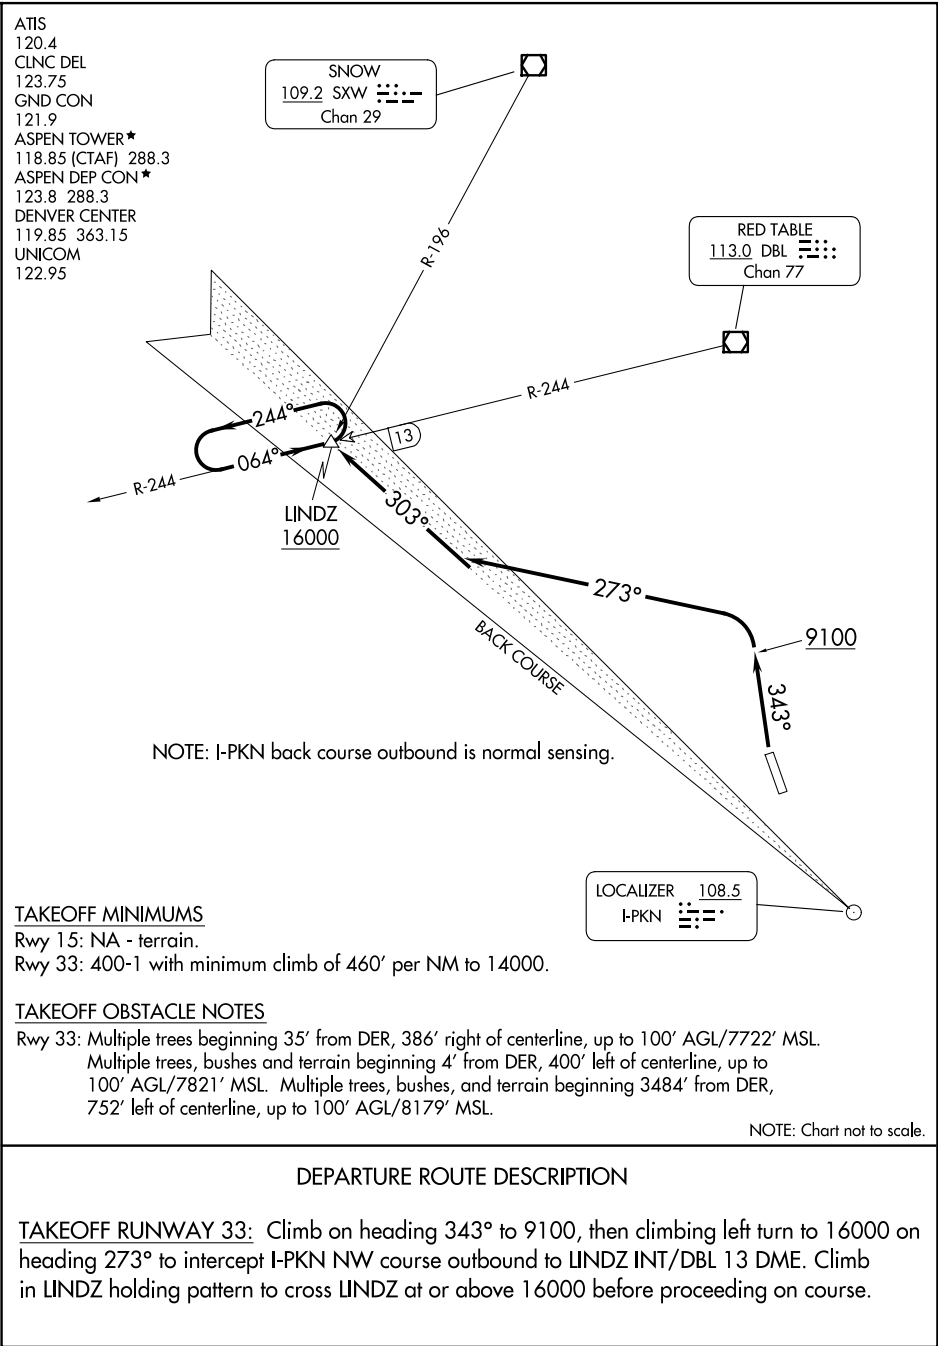 ATIS
120.4
CLNC DEL
123.75
GND CON
121.9
ASPEN TOWER★
118.85 (CTAF) 288.3
ASPEN DEP CON★
123.8 288.3
DENVER CENTER
119.85 363.15
UNICOM
122.95
SNOW
109.2 SXW
Chan 29
R-196
RED TABLE
113.0 DBL
Chan 77
R-244
13
244°
064°
R-244
LINDZ
16000
303°
273°
9100
343°
BACK COURSE
NOTE: I-PKN back course outbound is normal sensing.
LOCALIZER 108.5
I-PKN
TAKEOFF MINIMUMS
Rwy 15: NA - terrain.
Rwy 33: 400-1 with minimum climb of 460' per NM to 14000.
TAKEOFF OBSTACLE NOTES
Rwy 33: Multiple trees beginning 35' from DER, 386' right of centerline, up to 100' AGL/7722' MSL.
Multiple trees, bushes and terrain beginning 4' from DER, 400' left of centerline, up to
100' AGL/7821' MSL. Multiple trees, bushes, and terrain beginning 3484' from DER,
752' left of centerline, up to 100' AGL/8179' MSL.
NOTE: Chart not to scale.
DEPARTURE ROUTE DESCRIPTION
TAKEOFF RUNWAY 33: Climb on heading 343° to 9100, then climbing left turn to 16000 on
heading 273° to intercept I-PKN NW course outbound to LINDZ INT/DBL 13 DME. Climb
in LINDZ holding pattern to cross LINDZ at or above 16000 before proceeding on course.